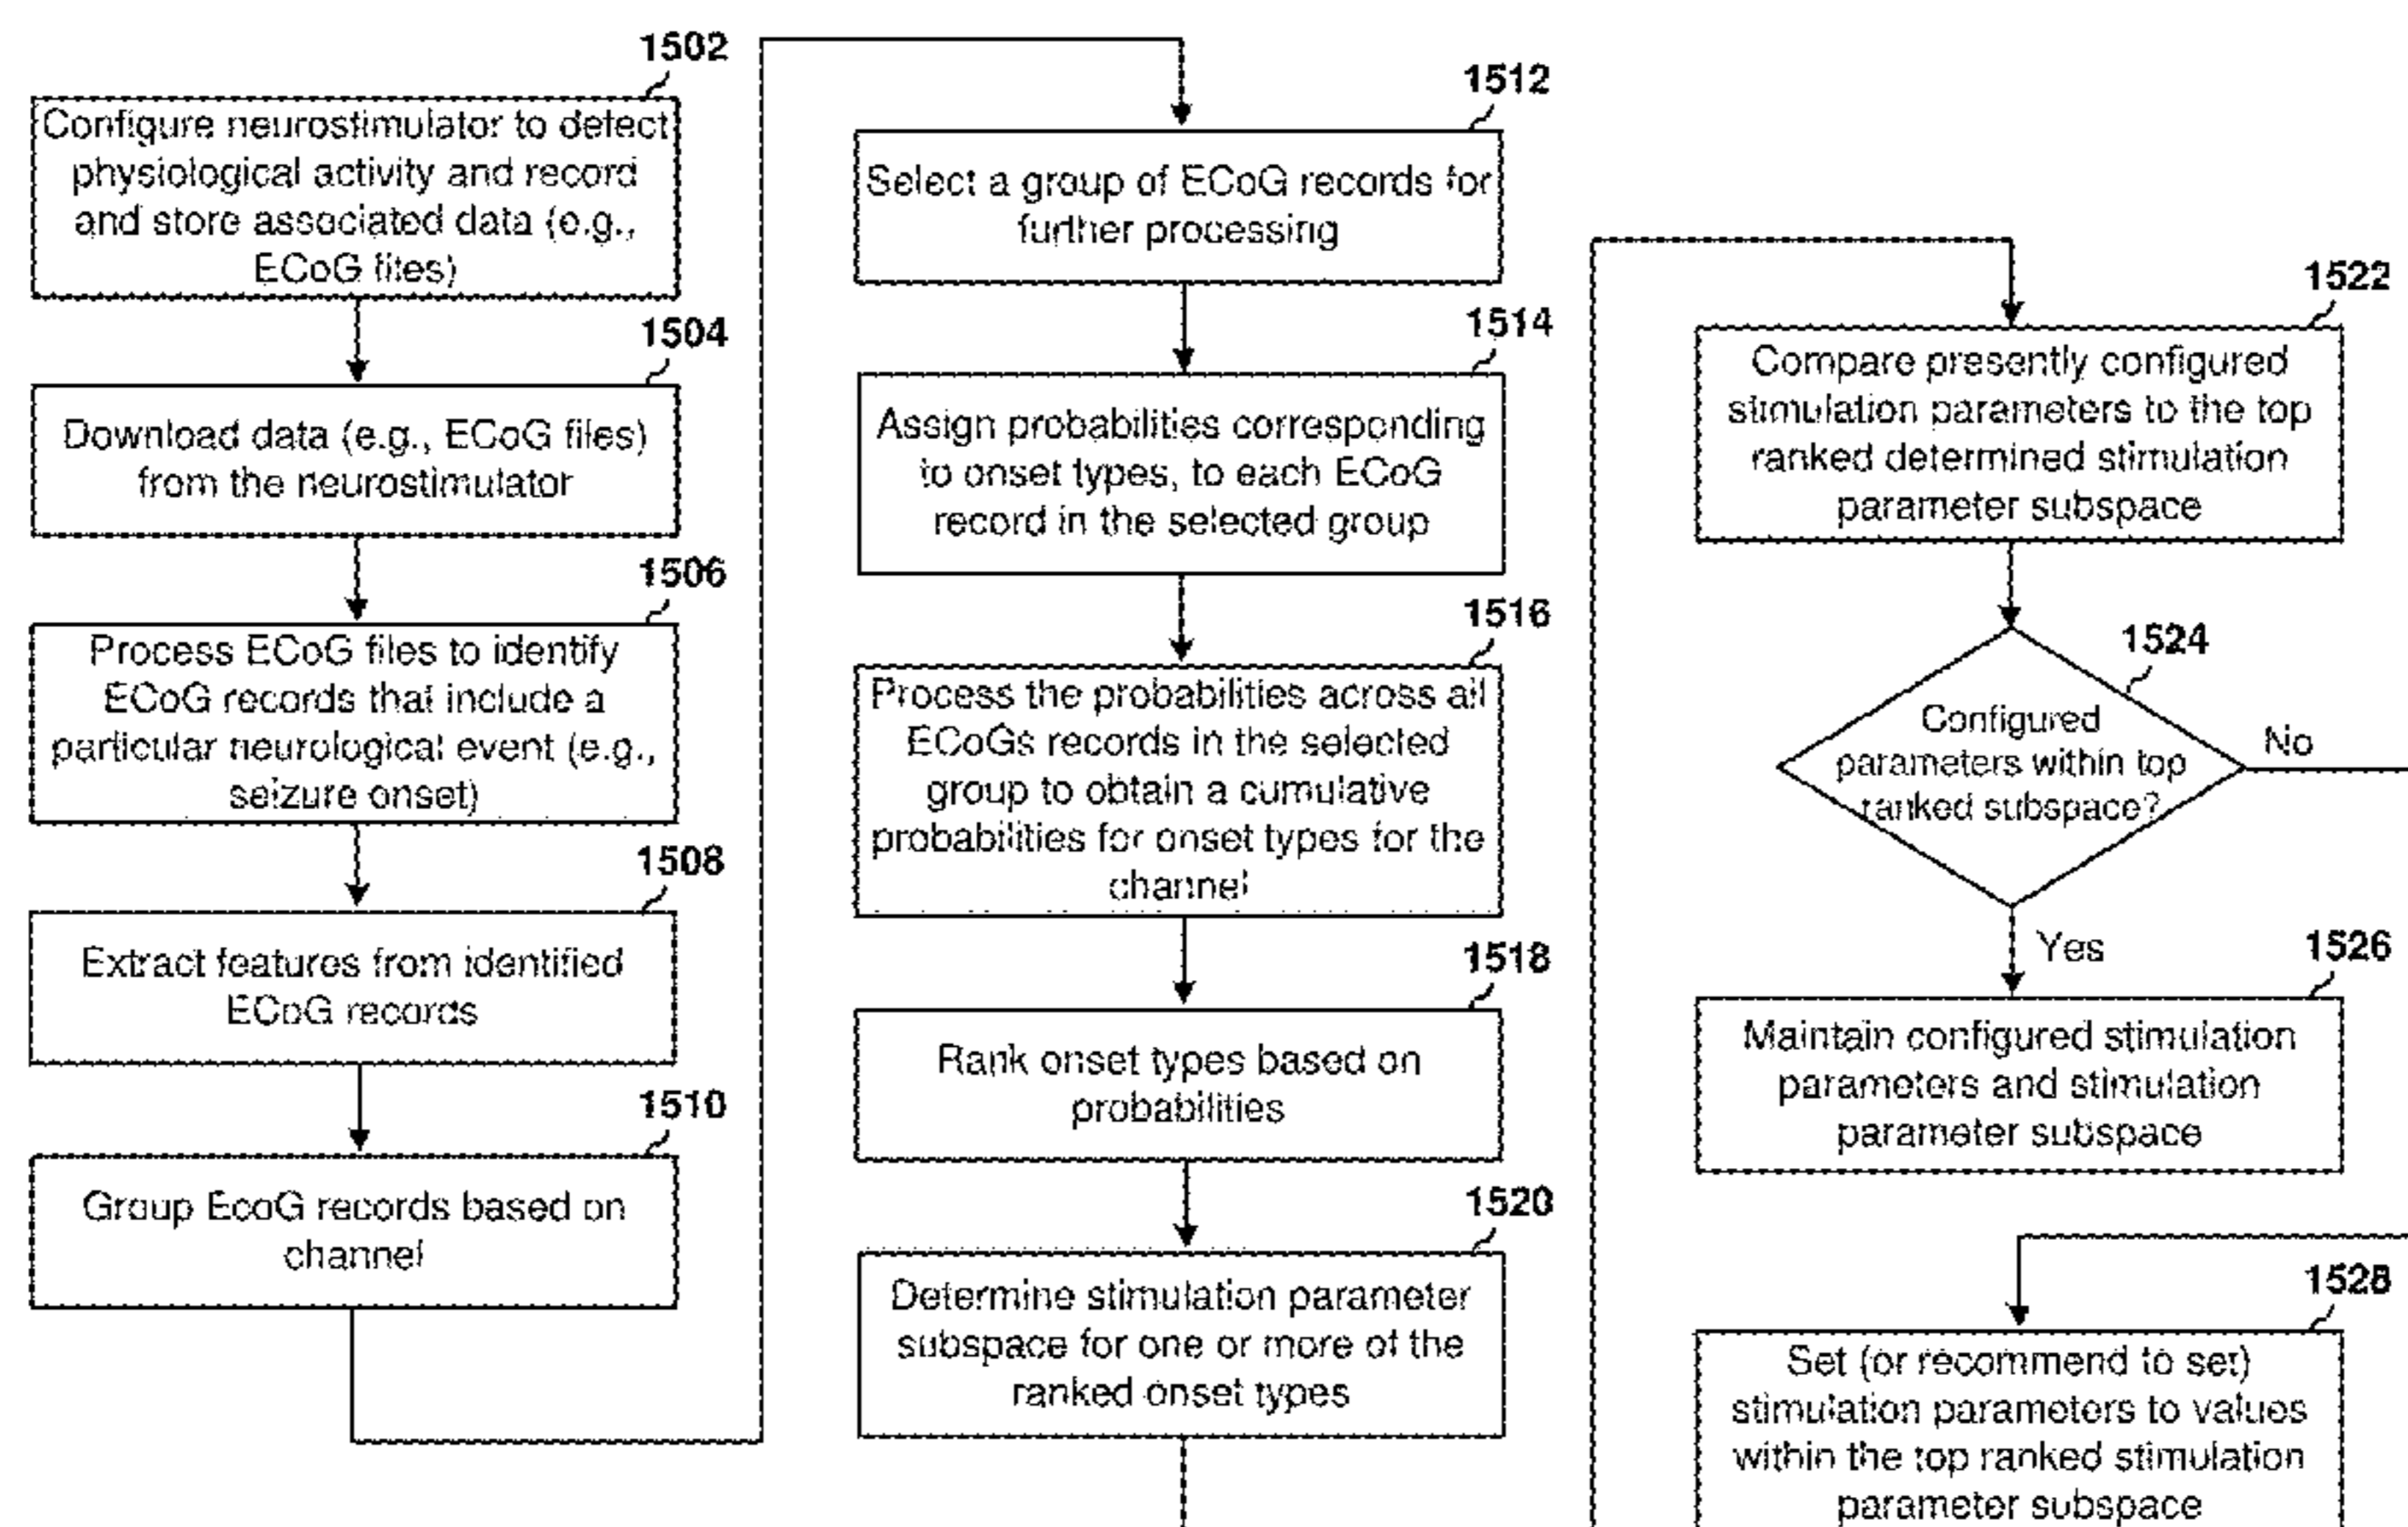 1502
Configure neurostimulator to detect
physiological activity and record
and store associated data (e.g.,
ECoG files)
1504
Download data (e.g., ECoG files)
from the neurostimulator
1506
Process ECoG files to identify
ECoG records that include a
particular neurological event (e.g.,
seizure onset)
1508
Extract features from identified
ECoG records
1510
Group EcoG records based on
channel
1512
Select a group of ECoG records for
further processing
1514
Assign probabilities corresponding
to onset types, to each ECoG
record in the selected group
1516
Process the probabilities across all
ECoGs records in the selected
group to obtain a cumulative
probabilities for onset types for the
channel
1518
Rank onset types based on
probabilities
1520
Determine stimulation parameter
subspace for one or more of the
ranked onset types
1522
Compare presently configured
stimulation parameters to the top
ranked determined stimulation
parameter subspace
1524
Configured
parameters within top
ranked subspace?
No
Yes
1526
Maintain configured stimulation
parameters and stimulation
parameter subspace
1528
Set (or recommend to set)
stimulation parameters to values
within the top ranked stimulation
parameter subspace